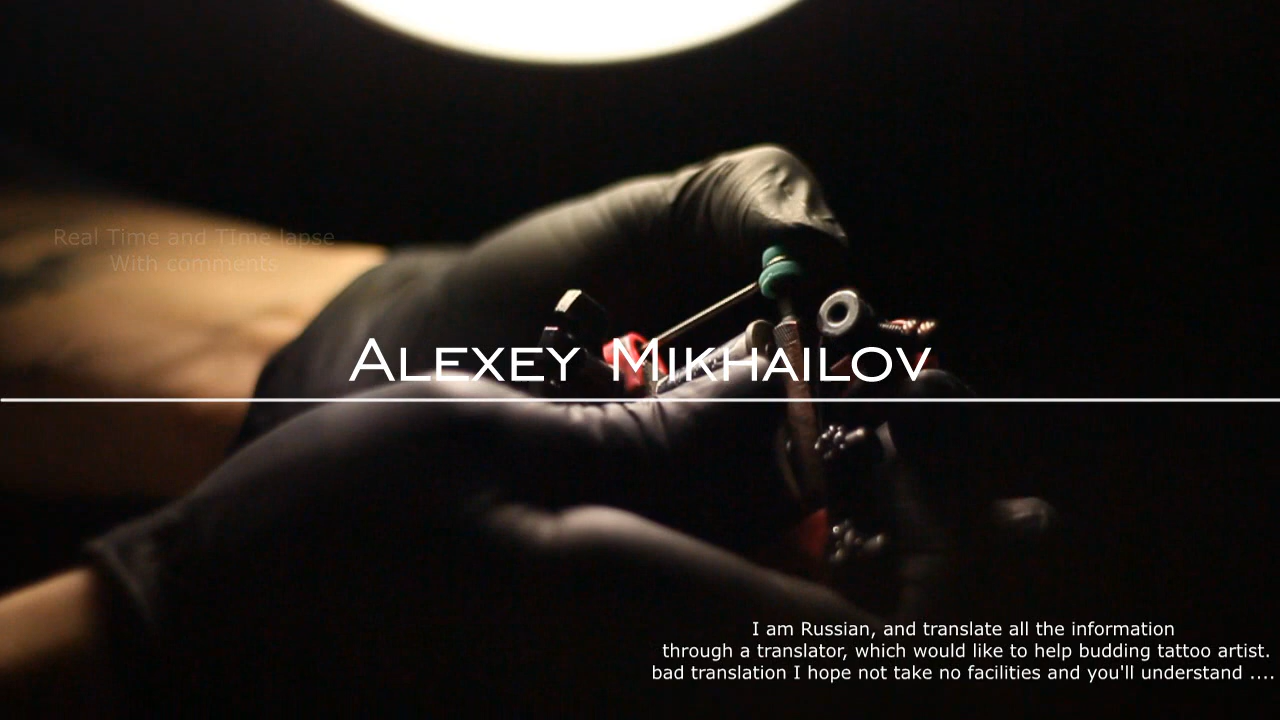 Real Time and TIme lapse
With comments
Alexey Mikhailov
I am Russian, and translate all the information
through a translator, which would like to help budding tattoo artist.
bad translation I hope not take no facilities and you'll understand ....